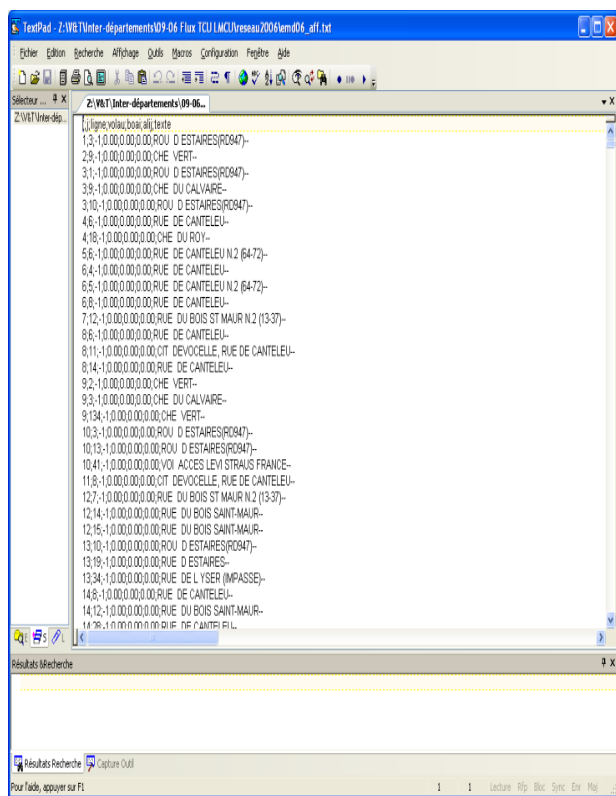 TextPad - Z:\V&T\Inter-départements\09-06 Flux TCU LMCU\reseau2006\emd06_aff.txt
Fichier Edition Recherche Affichage Outils Macros Configuration Fenêtre Aide
Sélecteur ...
Z:\V&T\Inter-départements\09-06...
Z:\V&T\Inter-dép...
i;j;ligne;volau;boai;alij;texte
1;3;-1;0.00;0.00;0.00;ROU D ESTAIRES(RD947)--
2;9;-1;0.00;0.00;0.00;CHE VERT--
3;1;-1;0.00;0.00;0.00;ROU D ESTAIRES(RD947)--
3;9;-1;0.00;0.00;0.00;CHE DU CALVAIRE--
3;10;-1;0.00;0.00;0.00;ROU D ESTAIRES(RD947)--
4;6;-1;0.00;0.00;0.00;RUE DE CANTELEU--
4;18;-1;0.00;0.00;0.00;CHE DU ROY--
5;6;-1;0.00;0.00;0.00;RUE DE CANTELEU N.2 (64-72)--
6;4;-1;0.00;0.00;0.00;RUE DE CANTELEU--
6;5;-1;0.00;0.00;0.00;RUE DE CANTELEU N.2 (64-72)--
6;8;-1;0.00;0.00;0.00;RUE DE CANTELEU--
7;12;-1;0.00;0.00;0.00;RUE DU BOIS ST MAUR N.2 (13-37)--
8;6;-1;0.00;0.00;0.00;RUE DE CANTELEU--
8;11;-1;0.00;0.00;0.00;CIT DEVOCELLE, RUE DE CANTELEU--
8;14;-1;0.00;0.00;0.00;RUE DE CANTELEU--
9;2;-1;0.00;0.00;0.00;CHE VERT--
9;3;-1;0.00;0.00;0.00;CHE DU CALVAIRE--
9;134;-1;0.00;0.00;0.00;CHE VERT--
10;3;-1;0.00;0.00;0.00;ROU D ESTAIRES(RD947)--
10;13;-1;0.00;0.00;0.00;ROU D ESTAIRES(RD947)--
10;41;-1;0.00;0.00;0.00;VOI ACCES LEVI STRAUS FRANCE--
11;8;-1;0.00;0.00;0.00;CIT DEVOCELLE, RUE DE CANTELEU--
12;7;-1;0.00;0.00;0.00;RUE DU BOIS ST MAUR N.2 (13-37)--
12;14;-1;0.00;0.00;0.00;RUE DU BOIS SAINT-MAUR--
12;15;-1;0.00;0.00;0.00;RUE DU BOIS SAINT-MAUR--
13;10;-1;0.00;0.00;0.00;ROU D ESTAIRES(RD947)--
13;19;-1;0.00;0.00;0.00;RUE D ESTAIRES--
13;34;-1;0.00;0.00;0.00;RUE DE L YSER (IMPASSE)--
14;8;-1;0.00;0.00;0.00;RUE DE CANTELEU--
14;12;-1;0.00;0.00;0.00;RUE DU BOIS SAINT-MAUR--
14;28;-1;0.00;0.00;0.00;RUE DE CANTELEU--
Résultats &Recherche
Résultats Recherche Capture Outil
Pour l'aide, appuyer sur F1 1 1 Lecture Rfp Bloc Sync Enr Maj